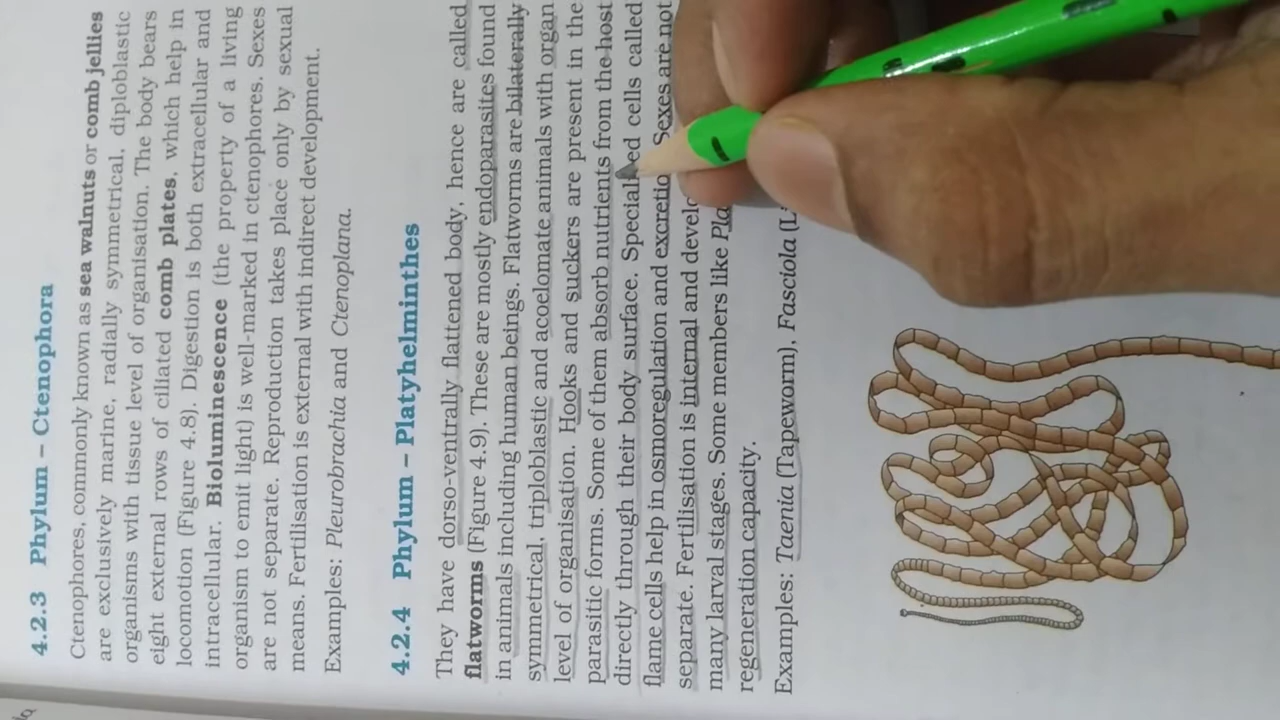 4.2.3 Phylum – Ctenophora
Ctenophores, commonly known as sea walnuts or comb jellies
are exclusively marine, radially symmetrical, diploblastic
organisms with tissue level of organisation. The body bears
eight external rows of ciliated comb plates, which help in
locomotion (Figure 4.8). Digestion is both extracellular and
intracellular. Bioluminescence (the property of a living
organism to emit light) is well-marked in ctenophores. Sexes
are not separate. Reproduction takes place only by sexual
means. Fertilisation is external with indirect development.
Examples: Pleurobrachia and Ctenoplana.
4.2.4 Phylum – Platyhelminthes
They have dorso-ventrally flattened body, hence are called
flatworms (Figure 4.9). These are mostly endoparasites found
in animals including human beings. Flatworms are bilaterally
symmetrical, triploblastic and acoelomate animals with organ
level of organisation. Hooks and suckers are present in the
parasitic forms. Some of them absorb nutrients from the host
directly through their body surface. cells called
flame cells help in osmoregulation and Sexes are not
separate. Fertilisation is internal and
many larval stages. Some members like
regeneration capacity.
Examples: Taenia (Tapeworm), Fasciola